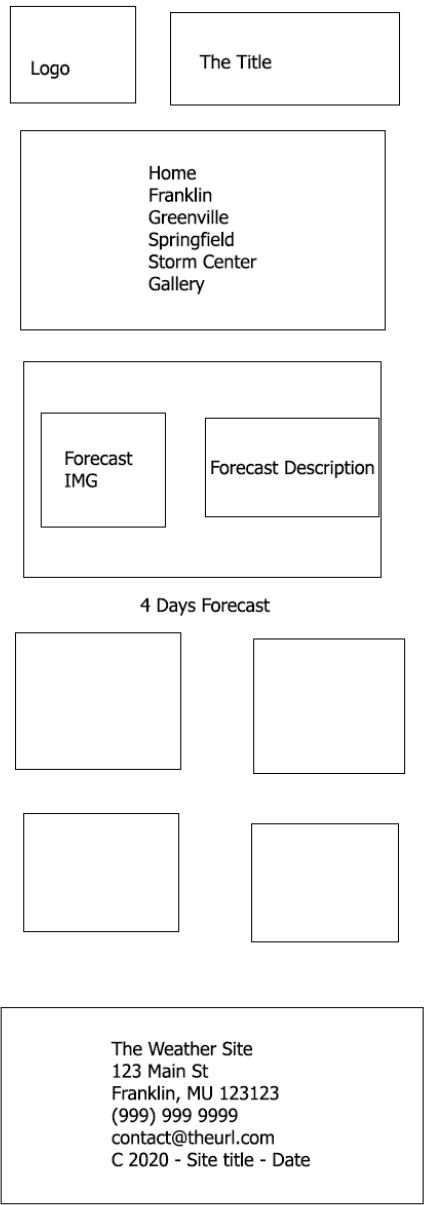 Logo
The Title
Home
Franklin
Greenville
Springfield
Storm Center
Gallery
Forecast
IMG
Forecast Description
4 Days Forecast
The Weather Site
123 Main St
Franklin, MU 123123
(999) 999 9999
contact@theurl.com
C 2020 - Site title - Date